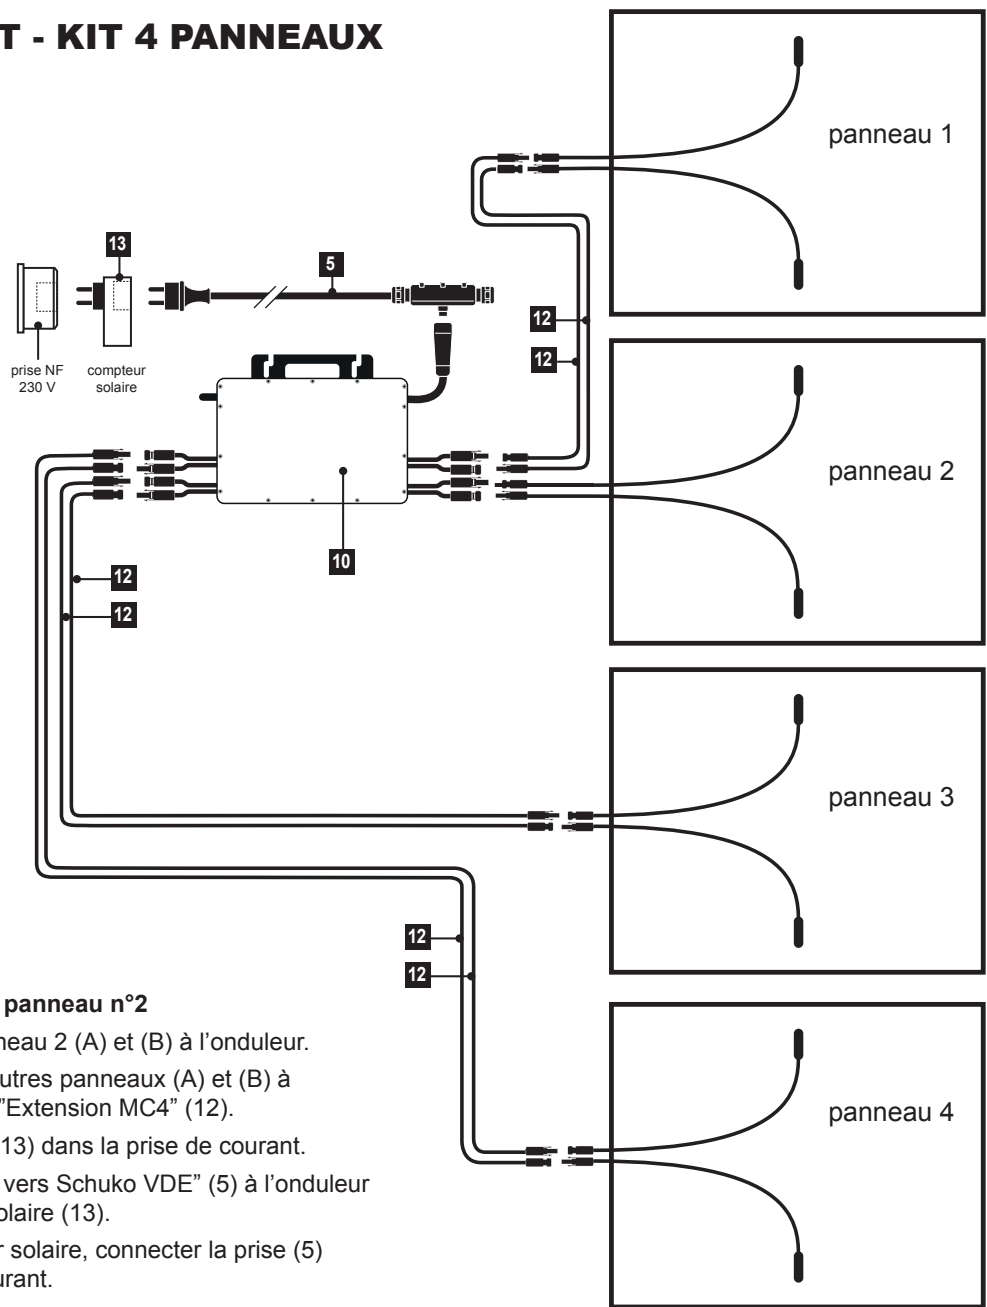 T - KIT 4 PANNEAUX
panneau 1
13
5
12
12
prise NF
230 V
compteur
solaire
panneau 2
10
12
12
panneau 3
12
12
panneau n°2
neau 2 (A) et (B) à l’onduleur.
utres panneaux (A) et (B) à
”Extension MC4” (12).
13) dans la prise de courant.
vers Schuko VDE” (5) à l’onduleur
olaire (13).
r solaire, connecter la prise (5)
urant.
panneau 4